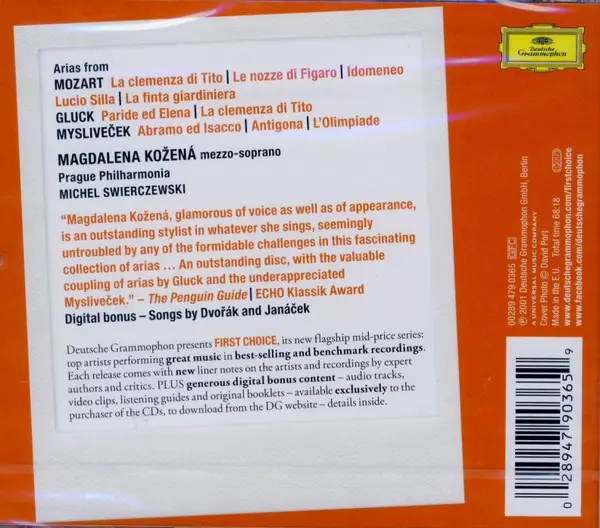 Deutsche
Grammophon
Arias from
MOZART La clemenza di Tito | Le nozze di Figaro | Idomeneo
Lucio Silla | La finta giardiniera
GLUCK Paride ed Elena | La clemenza di Tito
MYSLIVEČEK Abramo ed Isacco | Antigona | L'Olimpiade
MAGDALENA KOŽENÁ mezzo-soprano
Prague Philharmonia
MICHEL SWIERCZEWSKI
“Magdalena Kožená, glamorous of voice as well as of appearance,
is an outstanding stylist in whatever she sings, seemingly
untroubled by any of the formidable challenges in this fascinating
collection of arias … An outstanding disc, with the valuable
coupling of arias by Gluck and the underappreciated
Mysliveček.” – The Penguin Guide | ECHO Klassik Award
Digital bonus – Songs by Dvořák and Janáček
Deutsche Grammophon presents FIRST CHOICE, its new flagship mid-price series:
top artists performing great music in best-selling and benchmark recordings.
Each release comes with new liner notes on the artists and recordings by expert
authors and critics. PLUS generous digital bonus content – audio tracks,
video clips, listening guides and original booklets – available exclusively to the
purchaser of the CDs, to download from the DG website – details inside.
00289 479 0365 GFC
℗ 2001 Deutsche Grammophon GmbH, Berlin
A UNIVERSAL MUSIC COMPANY
Cover Photo © David Port
Made in the E.U. Total time 68:18
www.deutschegrammophon.com/firstchoice
www.facebook.com/deutschegrammophon
0 28947 90365 9